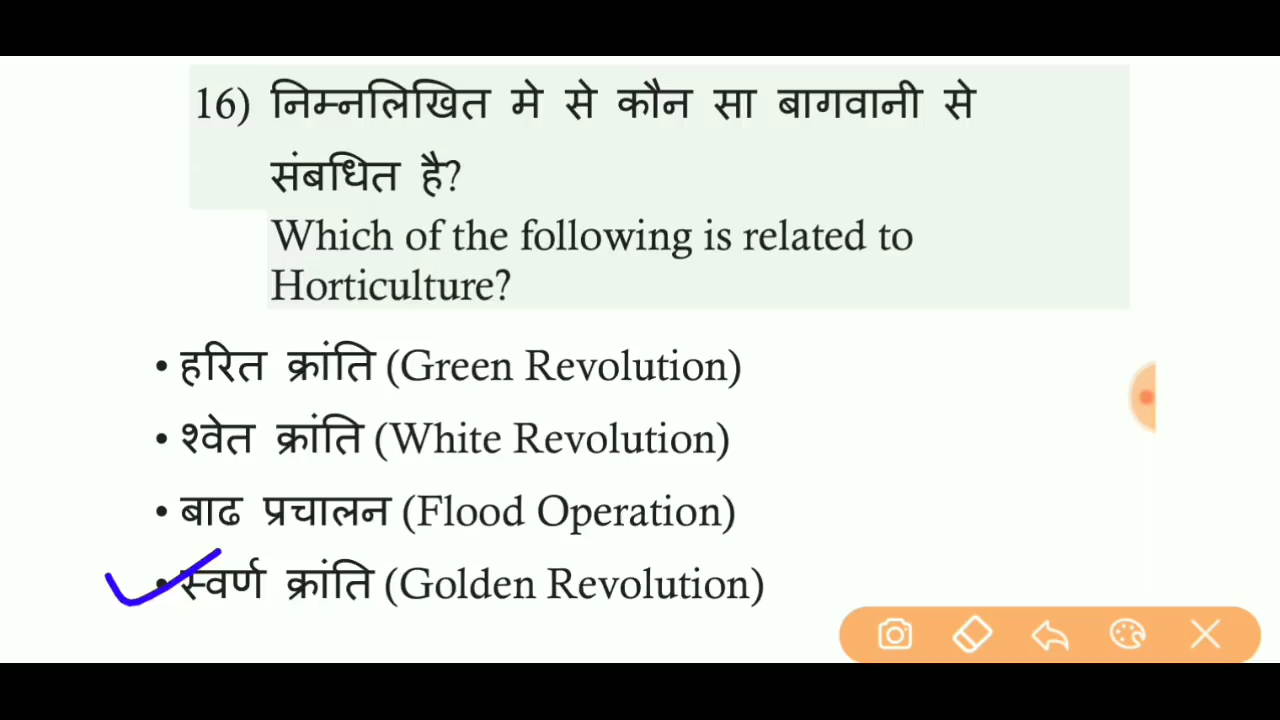 16) निम्नलिखित मे से कौन सा बागवानी से
संबधित है?
Which of the following is related to
Horticulture?
• हरित क्रांति (Green Revolution)
• श्वेत क्रांति (White Revolution)
• बाढ प्रचालन (Flood Operation)
• स्वर्ण क्रांति (Golden Revolution)